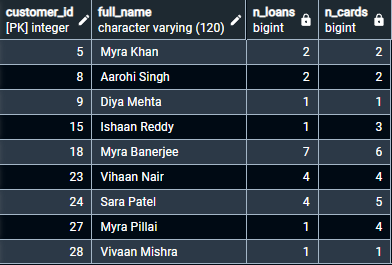 customer_id full_name n_loans n_cards
[PK] integer character varying (120) bigint bigint
5 Myra Khan 2 2
8 Aarohi Singh 2 2
9 Diya Mehta 1 1
15 Ishaan Reddy 1 3
18 Myra Banerjee 7 6
23 Vihaan Nair 4 4
24 Sara Patel 4 5
27 Myra Pillai 1 4
28 Vivaan Mishra 1 1